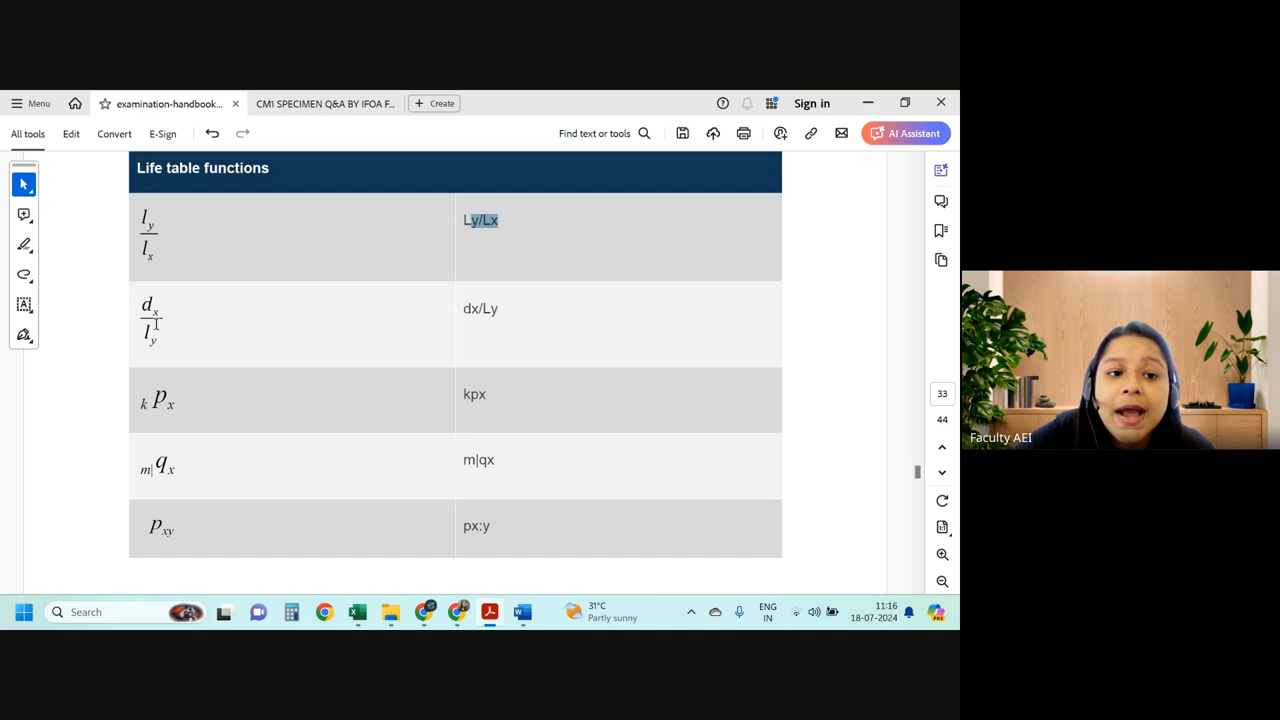 Menu
examination-handbook...
CM1 SPECIMEN Q&A BY IFOA F...
Create
Sign in
All tools
Edit
Convert
E-Sign
Find text or tools
AI Assistant
Life table functions
l_y / l_x
Ly/Lx
d_x / l_y
dx/Ly
k p_x
kpx
m| q_x
m|qx
p_xy
px:y
33
44
Faculty AEI
Search
31°C
Partly sunny
ENG
IN
11:16
18-07-2024